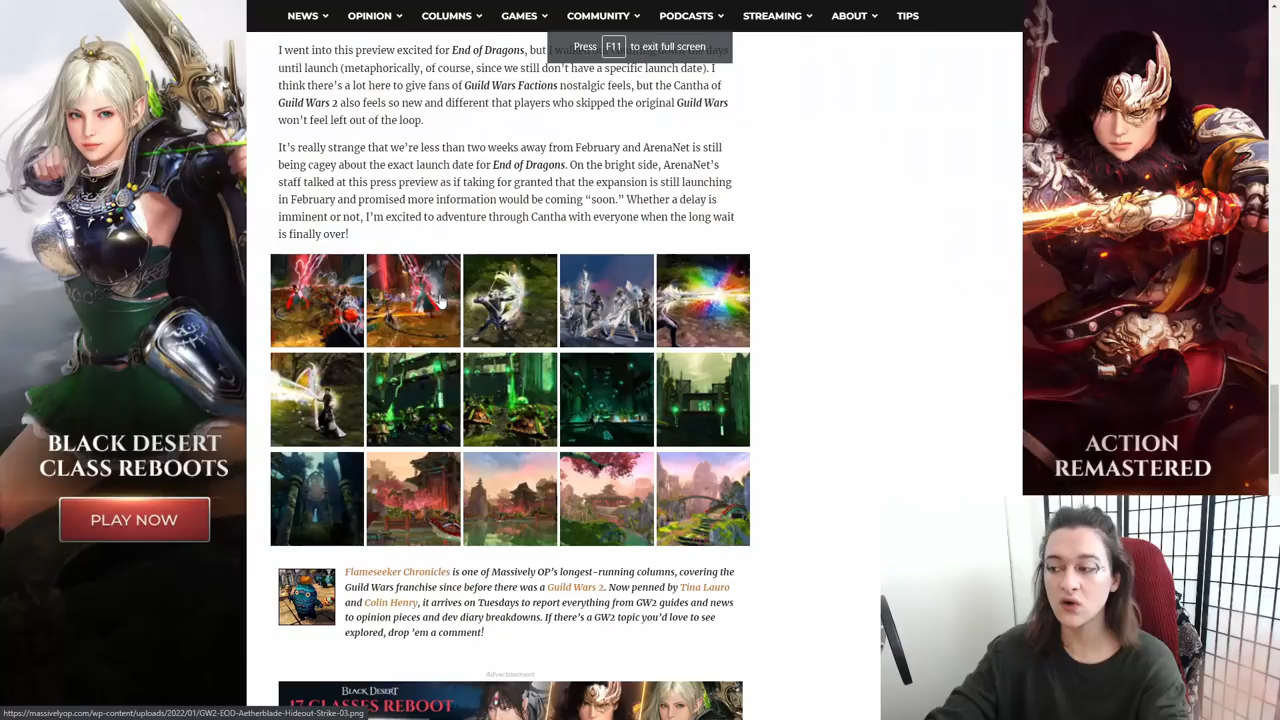 NEWS OPINION COLUMNS GAMES COMMUNITY PODCASTS STREAMING ABOUT TIPS
Press F11 to exit full screen
I went into this preview excited for End of Dragons, but I
until launch (metaphorically, of course, since we still don't have a specific launch date). I
think there's a lot here to give fans of Guild Wars Factions nostalgic feels, but the Cantha of
Guild Wars 2 also feels so new and different that players who skipped the original Guild Wars
won't feel left out of the loop.
It's really strange that we're less than two weeks away from February and ArenaNet is still
being cagey about the exact launch date for End of Dragons. On the bright side, ArenaNet's
staff talked at this press preview as if taking for granted that the expansion is still launching
in February and promised more information would be coming “soon.” Whether a delay is
imminent or not, I'm excited to adventure through Cantha with everyone when the long wait
is finally over!
BLACK DESERT
CLASS REBOOTS
PLAY NOW
ACTION
REMASTERED
Flameseeker Chronicles is one of Massively OP's longest-running columns, covering the
Guild Wars franchise since before there was a Guild Wars 2. Now penned by Tina Lauro
and Colin Henry, it arrives on Tuesdays to report everything from GW2 guides and news
to opinion pieces and dev diary breakdowns. If there's a GW2 topic you'd love to see
explored, drop 'em a comment!
Advertisement
BLACK DESERT
17 CLASSES REBOOT
https://massivelyop.com/wp-content/uploads/2022/01/GW2-EOD-Aetherblade-Hideout-Strike-03.png